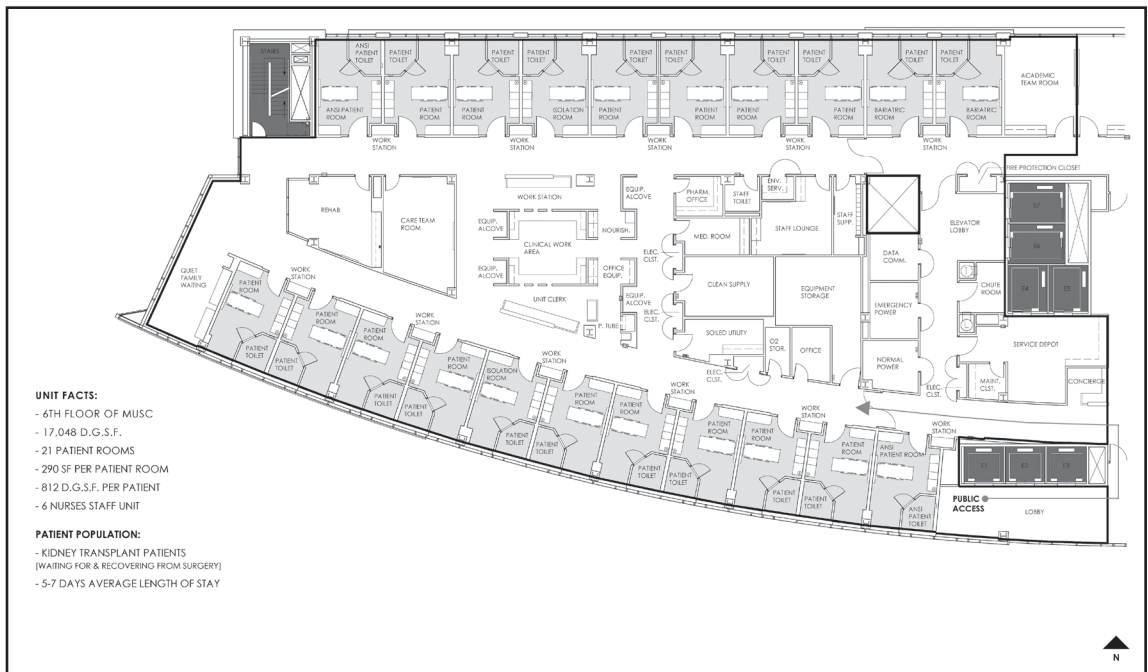 STAIRS
ANSI
PATIENT
TOILET
PATIENT
TOILET
PATIENT
TOILET
PATIENT
TOILET
PATIENT
TOILET
PATIENT
TOILET
PATIENT
TOILET
PATIENT
TOILET
PATIENT
TOILET
PATIENT
TOILET
ANSI PATIENT
ROOM
PATIENT
ROOM
PATIENT
ROOM
ISOLATION
ROOM
PATIENT
ROOM
PATIENT
ROOM
PATIENT
ROOM
PATIENT
ROOM
BARIATRIC
ROOM
BARIATRIC
ROOM
ACADEMIC
TEAM ROOM
WORK
STATION
WORK
STATION
WORK
STATION
WORK
STATION
WORK
STATION
FIRE PROTECTION CLOSET
REHAB
CARE TEAM
ROOM
WORK STATION
EQUIP.
ALCOVE
EQUIP.
ALCOVE
CLINICAL WORK
AREA
NOURISH.
EQUIP.
ALCOVE
OFFICE
EQUIP.
EQUIP.
ALCOVE
UNIT CLERK
P. TUBE
PHARM.
OFFICE
STAFF
TOILET
ENV.
SERV.
STAFF LOUNGE
STAFF
SUPP.
MED. ROOM
ELEC.
CLST.
CLEAN SUPPLY
EQUIPMENT
STORAGE
ELEC.
CLST.
SOILED UTILITY
O2
STOR.
OFFICE
ELEC.
CLST.
DATA
COMM.
EMERGENCY
POWER
NORMAL
POWER
ELEVATOR
LOBBY
E7
E6
E4
E5
CHUTE
ROOM
SERVICE DEPOT
MAINT.
CLST.
CONCIERGE
ELEC.
CLST.
QUIET
FAMILY
WAITING
WORK
STATION
WORK
STATION
WORK
STATION
WORK
STATION
WORK
STATION
WORK
STATION
PATIENT
ROOM
PATIENT
ROOM
PATIENT
ROOM
PATIENT
ROOM
ISOLATION
ROOM
PATIENT
ROOM
PATIENT
ROOM
PATIENT
ROOM
PATIENT
ROOM
PATIENT
ROOM
ANSI
PATIENT ROOM
PATIENT
TOILET
PATIENT
TOILET
PATIENT
TOILET
PATIENT
TOILET
PATIENT
TOILET
PATIENT
TOILET
PATIENT
TOILET
PATIENT
TOILET
PATIENT
TOILET
PATIENT
TOILET
ANSI
PATIENT
TOILET
E1
E2
E3
PUBLIC
ACCESS
LOBBY
UNIT FACTS:
- 6TH FLOOR OF MUSC
- 17,048 D.G.S.F.
- 21 PATIENT ROOMS
- 290 SF PER PATIENT ROOM
- 812 D.G.S.F. PER PATIENT
- 6 NURSES STAFF UNIT
PATIENT POPULATION:
- KIDNEY TRANSPLANT PATIENTS
[WAITING FOR & RECOVERING FROM SURGERY]
- 5-7 DAYS AVERAGE LENGTH OF STAY
N